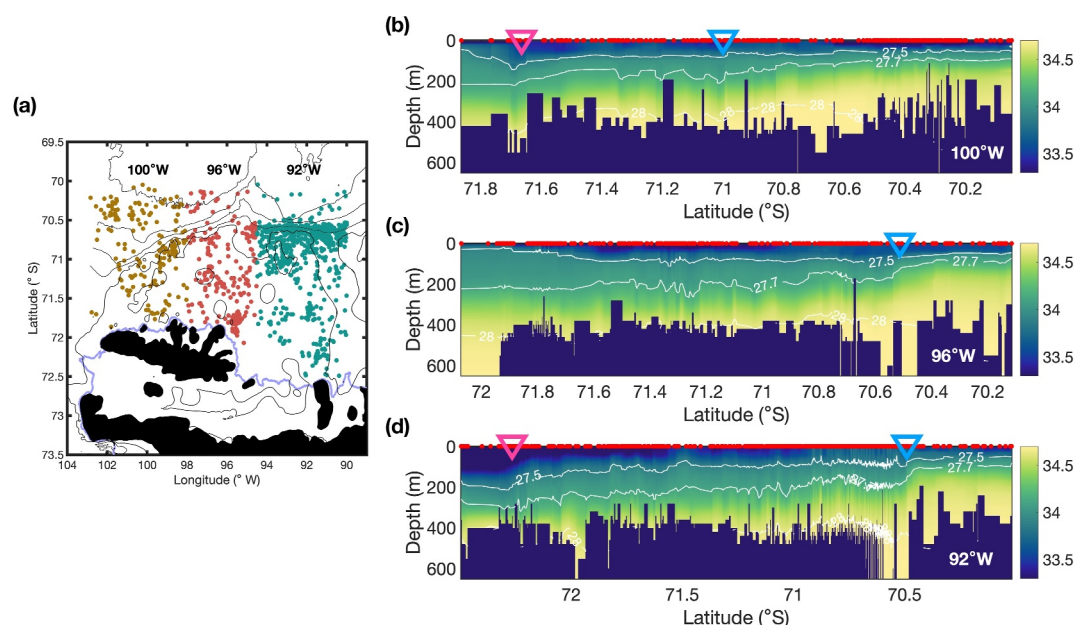 (a)
100°W 96°W 92°W
69.5
70
70.5
71
71.5
72
72.5
73
73.5
Latitude (° S)
104 102 100 98 96 94 92 90
Longitude (° W)
(b)
0
200
400
600
Depth (m)
27.5
27.7
28 28 28
100°W
71.8 71.6 71.4 71.2 71 70.8 70.6 70.4 70.2
Latitude (°S)
34.5
34
33.5
(c)
0
200
400
600
Depth (m)
27.5 27.7
27.7
28 28
96°W
72 71.8 71.6 71.4 71.2 71 70.8 70.6 70.4 70.2
Latitude (°S)
34.5
34
33.5
(d)
0
200
400
600
Depth (m)
27.5
27.5
27.7
27.7
28 28
92°W
72 71.5 71 70.5
Latitude (°S)
34.5
34
33.5